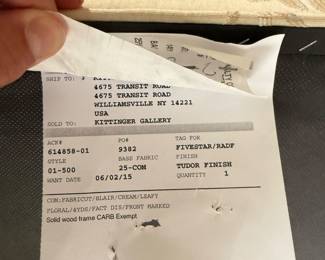 SHIP TO:
4675 TRANSIT ROAD
4675 TRANSIT ROAD
WILLIAMSVILLE NY 14221
USA
SOLD TO: KITTINGER GALLERY
ACK# PO# TAG FOR
614858-01 9382 FIVESTAR/RADF
STYLE BASE FABRIC FINISH
01-500 25-COM TUDOR FINISH
WANT DATE 06/02/15 QUANTITY 1
COM:FABRICUT/BLAIR/CREAM/LEAFY
FLORAL/4YDS/FACT DIS/FRONT MARKED
Solid wood frame CARB Exempt.